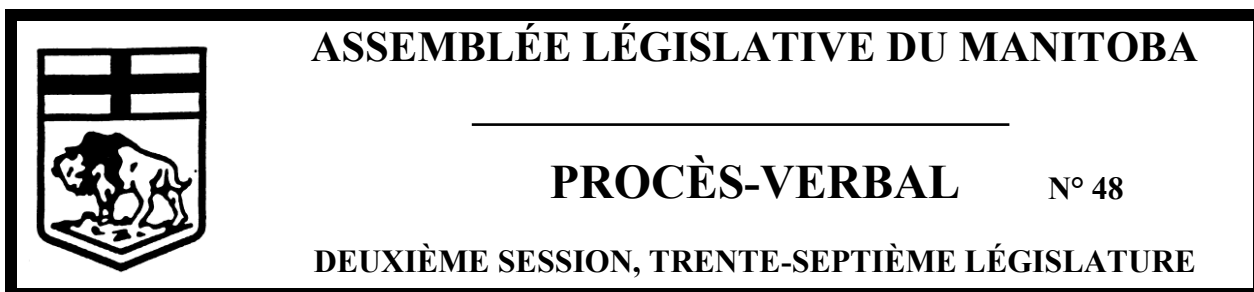 ASSEMBLÉE LÉGISLATIVE DU MANITOBA
PROCÈS-VERBAL N° 48
DEUXIÈME SESSION, TRENTE-SEPTIÈME LÉGISLATURE